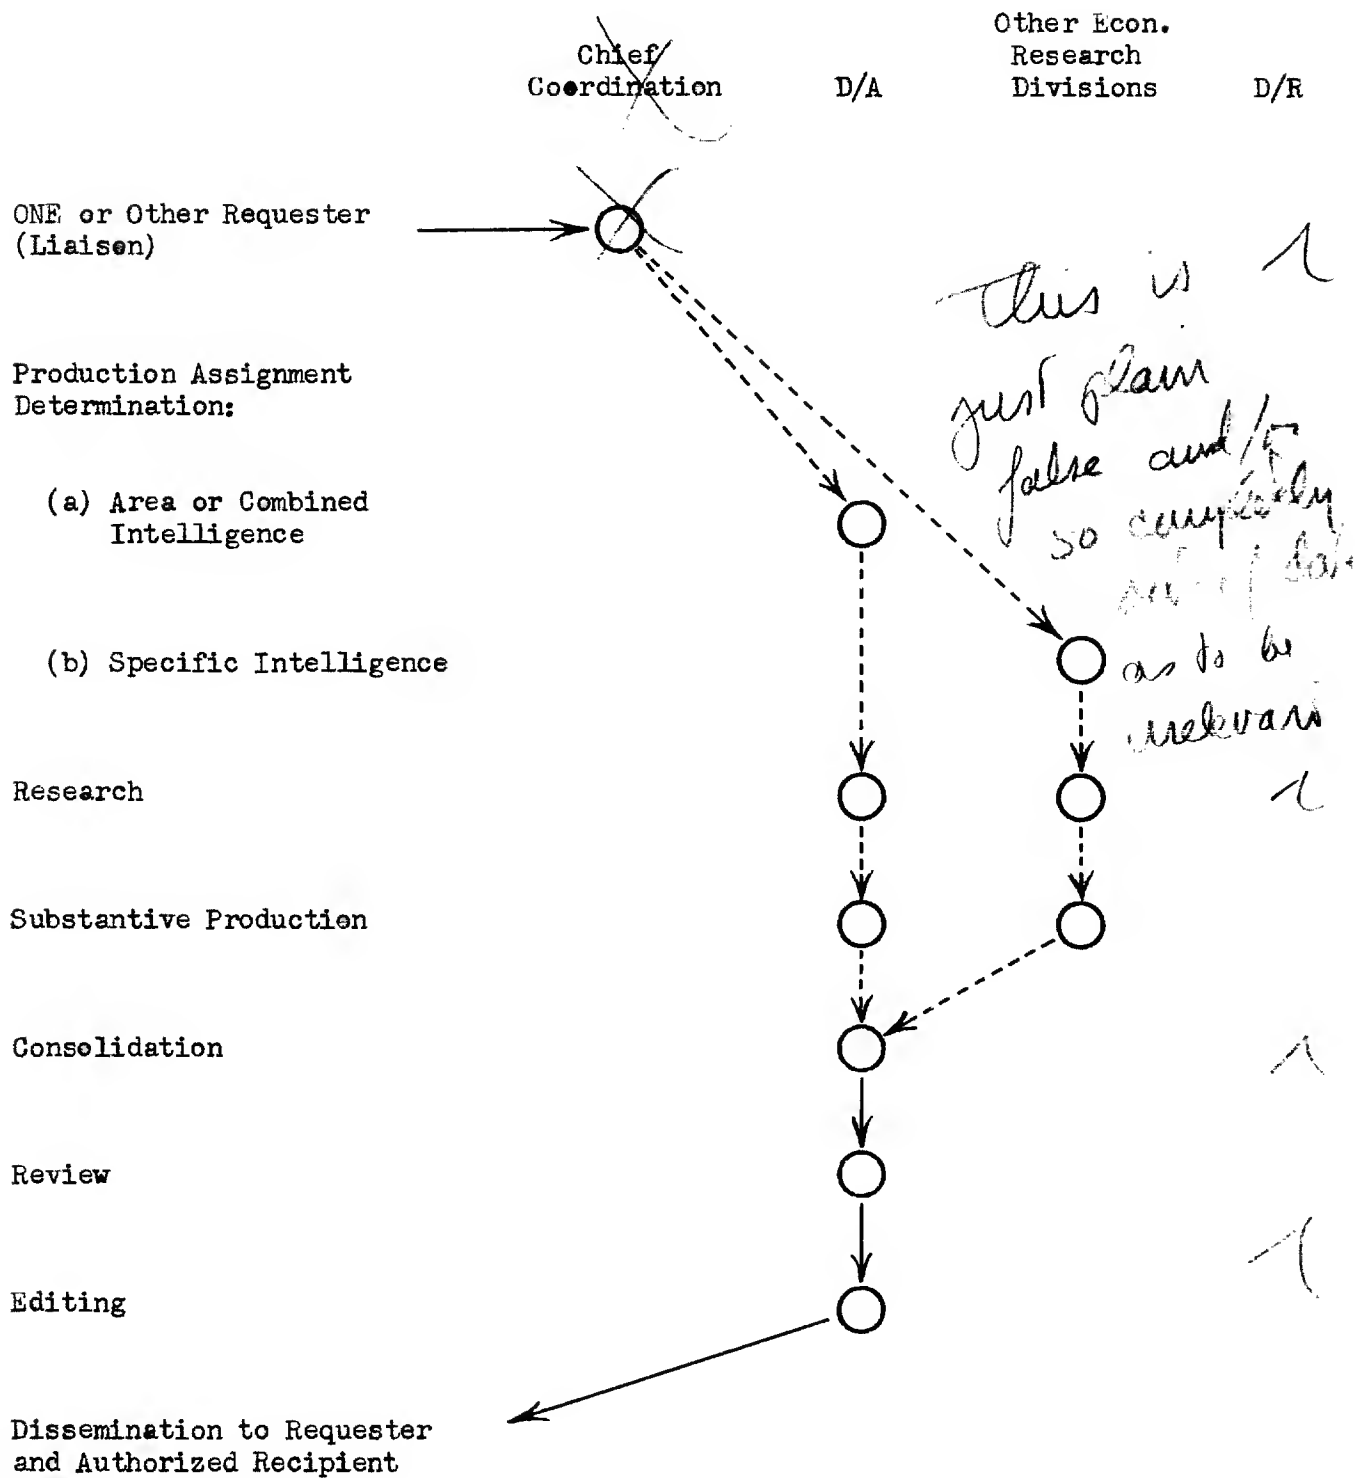 Other Econ.
Chief Research
Coordination D/A Divisions D/R
ONE or Other Requester
(Liaison)
This is
Production Assignment
Determination:
just plain
false and/or
(a) Area or Combined
Intelligence
so completely
(b) Specific Intelligence
as to be
irrelevant
Research
Substantive Production
Consolidation
Review
Editing
Dissemination to Requester
and Authorized Recipient